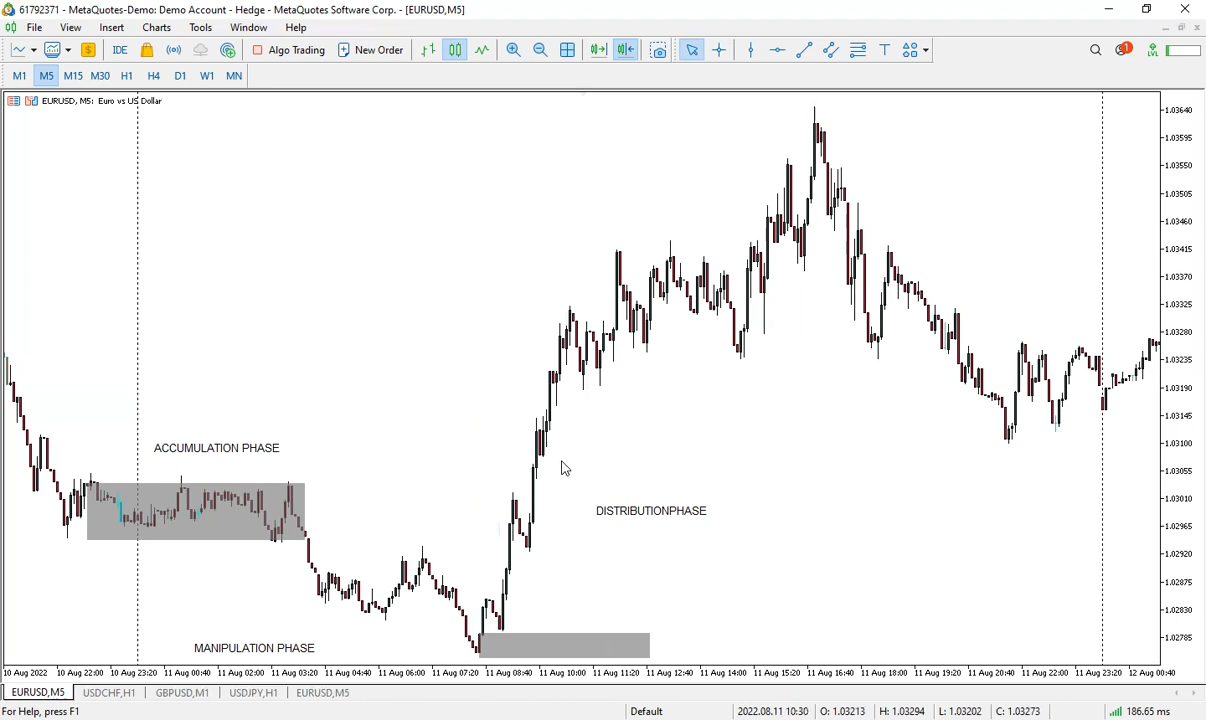 61792371 - MetaQuotes-Demo: Demo Account - Hedge - MetaQuotes Software Corp. - [EURUSD,M5]
File View Insert Charts Tools Window Help
IDE Algo Trading New Order LVL 1
M1 M5 M15 M30 H1 H4 D1 W1 MN
EURUSD, M5: Euro vs US Dollar
1.03640
1.03595
1.03550
1.03505
1.03460
1.03415
1.03370
1.03325
1.03280
1.03235
1.03190
1.03145
1.03100
ACCUMULATION PHASE
1.03055
1.03010
DISTRIBUTIONPHASE
1.02965
1.02920
1.02875
1.02830
1.02785
MANIPULATION PHASE
10 Aug 2022 10 Aug 22:00 10 Aug 23:20 11 Aug 00:40 11 Aug 02:00 11 Aug 03:20 11 Aug 04:40 11 Aug 06:00 11 Aug 07:20 11 Aug 08:40 11 Aug 10:00 11 Aug 11:20 11 Aug 12:40 11 Aug 14:00 11 Aug 15:20 11 Aug 16:40 11 Aug 18:00 11 Aug 19:20 11 Aug 20:40 11 Aug 22:00 11 Aug 23:20 12 Aug 00:40
EURUSD,M5 USDCHF,H1 GBPUSD,M1 USDJPY,H1 EURUSD,M5
For Help, press F1 Default 2022.08.11 10:30 O: 1.03213 H: 1.03294 L: 1.03202 C: 1.03273 186.65 ms